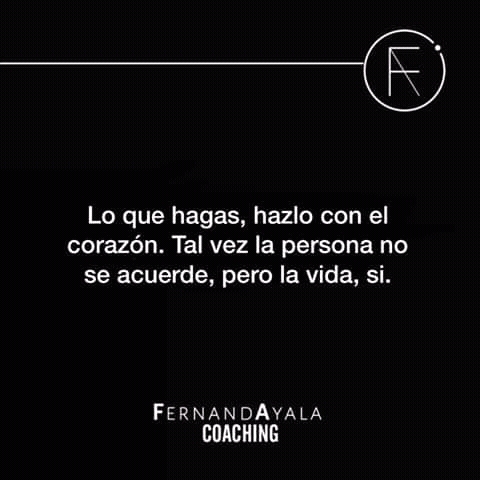 Lo que hagas, hazlo con el
corazón. Tal vez la persona no
se acuerde, pero la vida, si.
FERNANDAYALA
COACHING